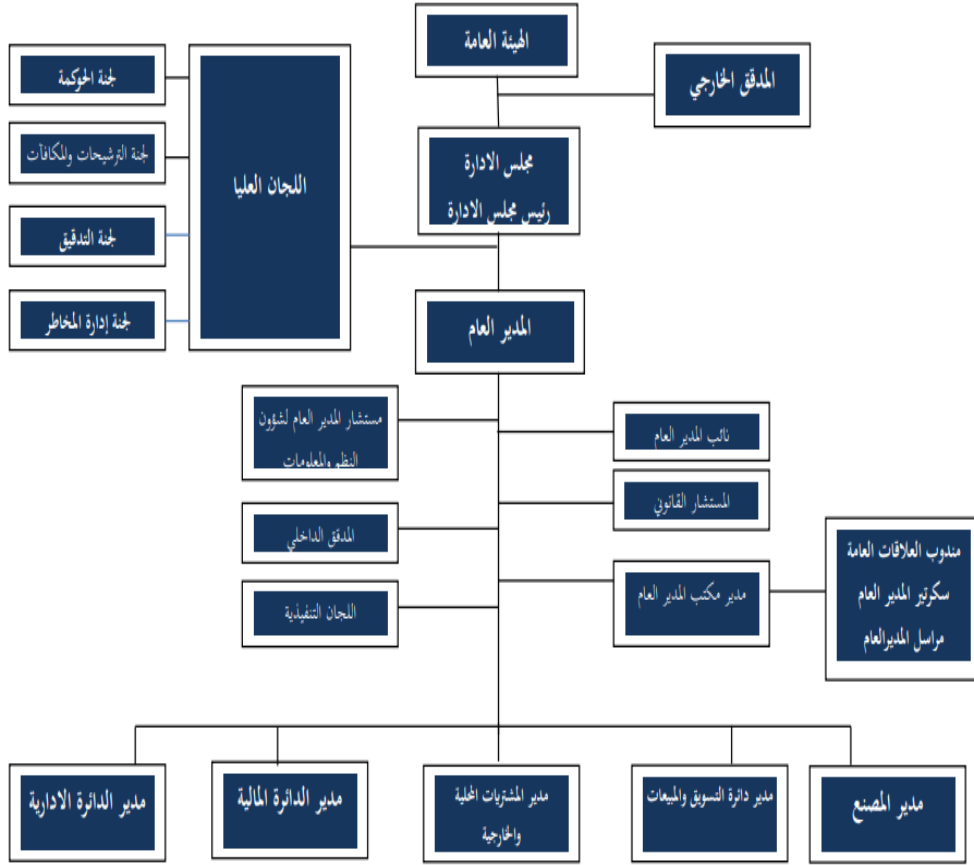 الهيئة العامة
المدقق الخارجي
مجلس الادارة
رئيس مجلس الادارة
اللجان العليا
لجنة الحوكمة
لجنة الترشيحات والمكافآت
لجنة التدقيق
لجنة إدارة المخاطر
المدير العام
نائب المدير العام
مستشار المدير العام لشؤون
النظم والمعلومات
المستشار القانوني
المدقق الداخلي
مدير مكتب المدير العام
مندوب العلاقات العامة
سكرتير المدير العام
مراسل المديرالعام
اللجان التنفيذية
مدير المصنع
مدير دائرة التسويق والمبيعات
مدير المشتريات المحلية
والخارجية
مدير الدائرة المالية
مدير الدائرة الادارية